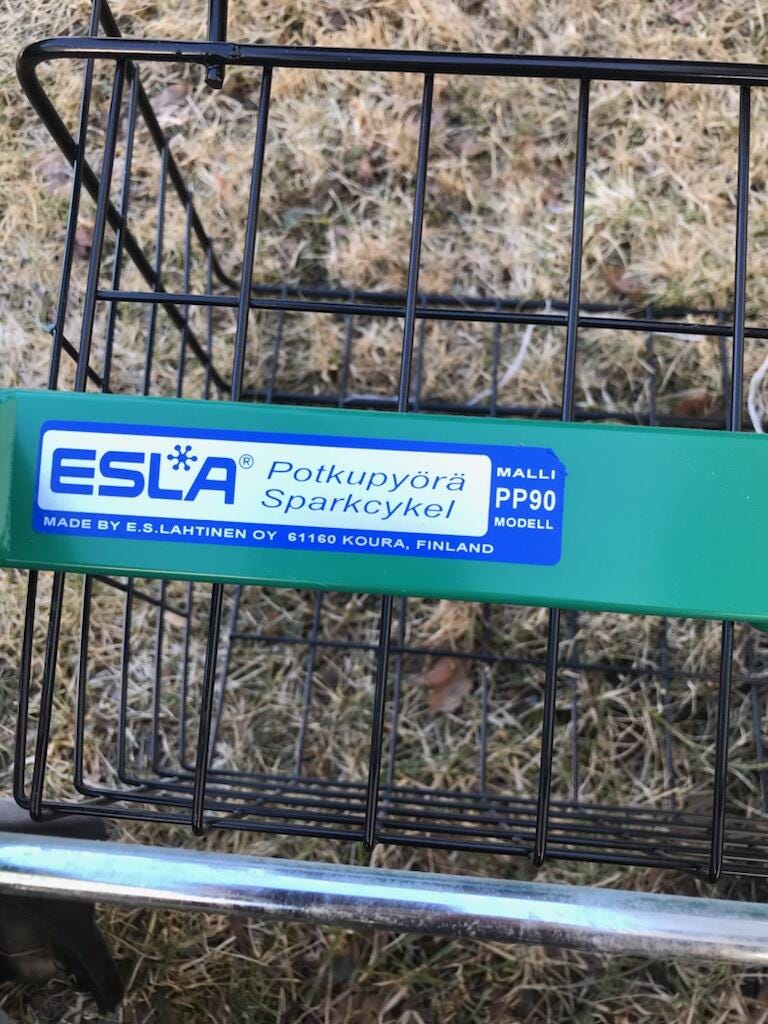 ESLA® Potkupyörä
Sparkcykel
MALLI
PP90
MODELL
MADE BY E.S.LAHTINEN OY 61160 KOURA, FINLAND